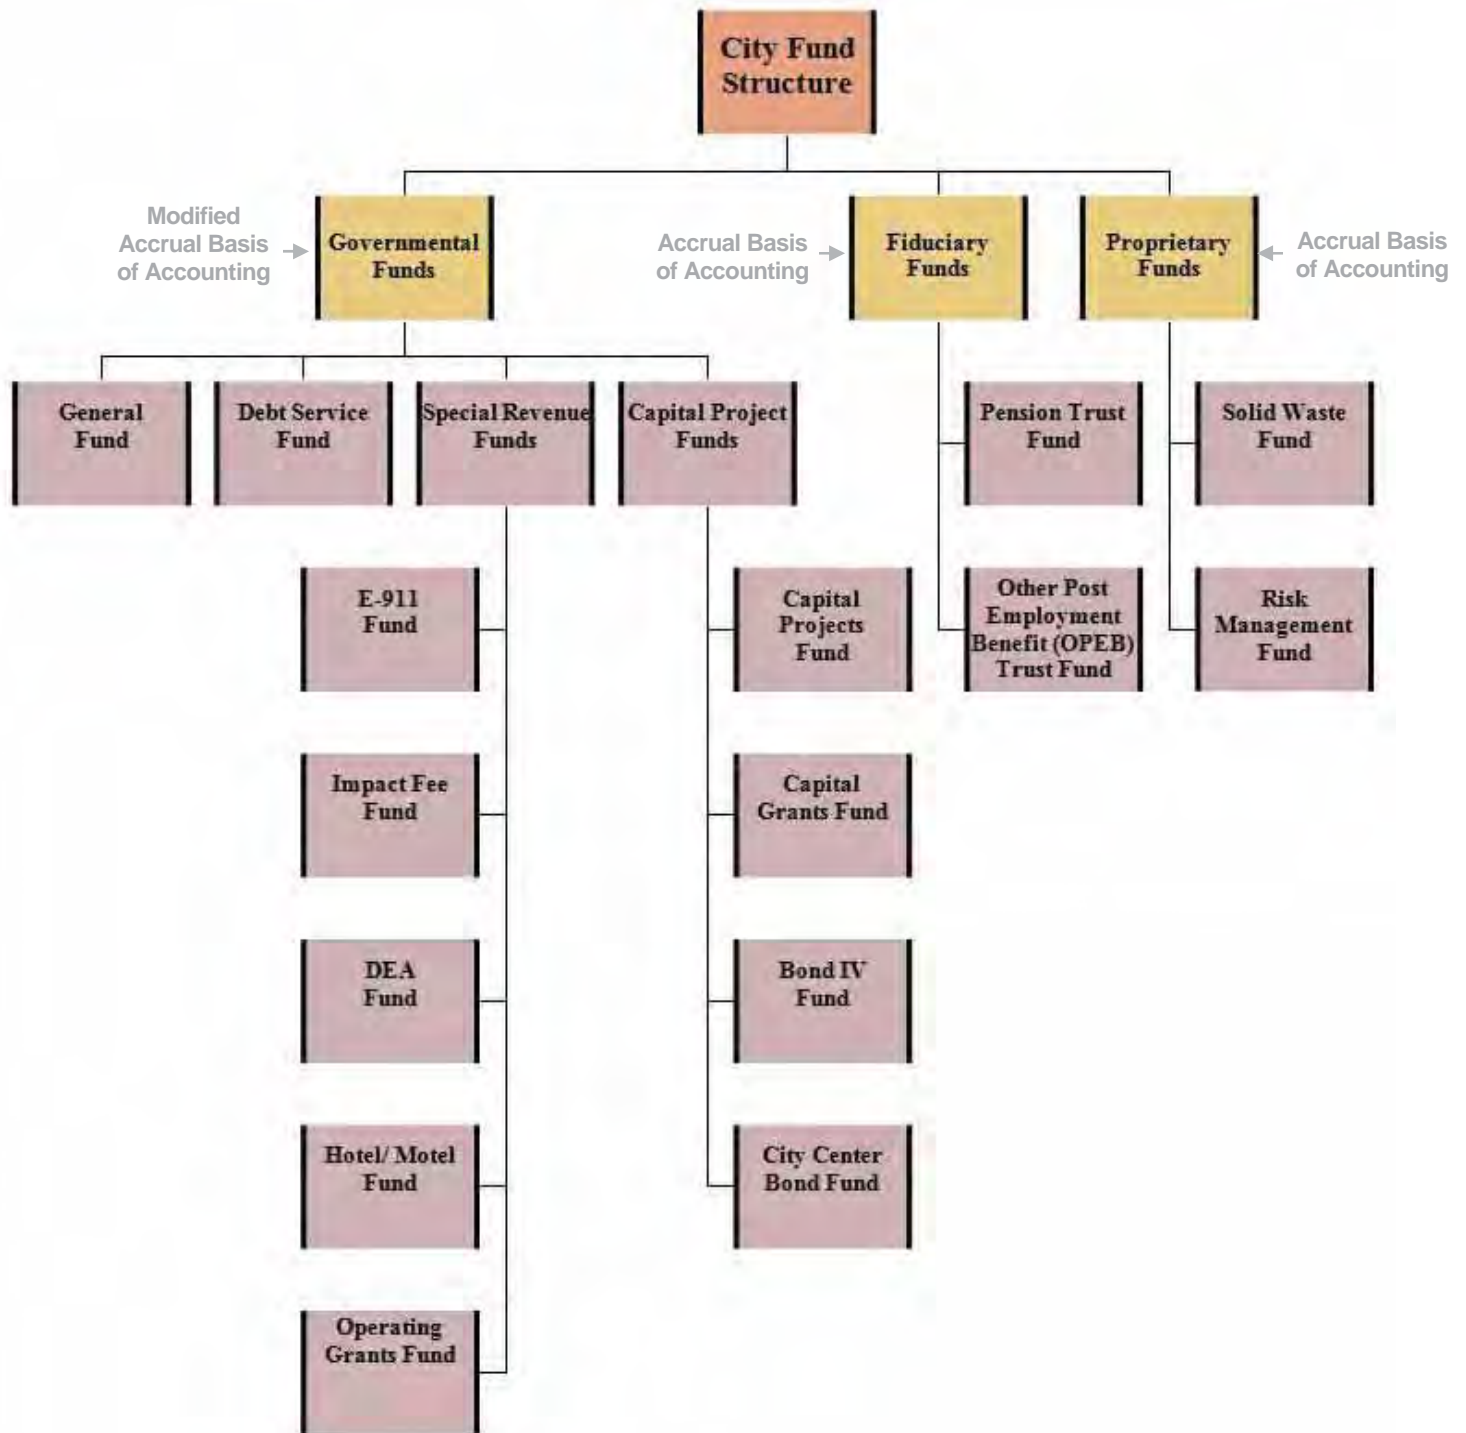 City Fund
Structure
Modified
Accrual Basis
of Accounting
Governmental
Funds
Accrual Basis
of Accounting
Fiduciary
Funds
Proprietary
Funds
Accrual Basis
of Accounting
General
Fund
Debt Service
Fund
Special Revenue
Funds
Capital Project
Funds
Pension Trust
Fund
Solid Waste
Fund
E-911
Fund
Capital
Projects
Fund
Other Post
Employment
Benefit (OPEB)
Trust Fund
Risk
Management
Fund
Impact Fee
Fund
Capital
Grants Fund
DEA
Fund
Bond IV
Fund
Hotel/ Motel
Fund
City Center
Bond Fund
Operating
Grants Fund